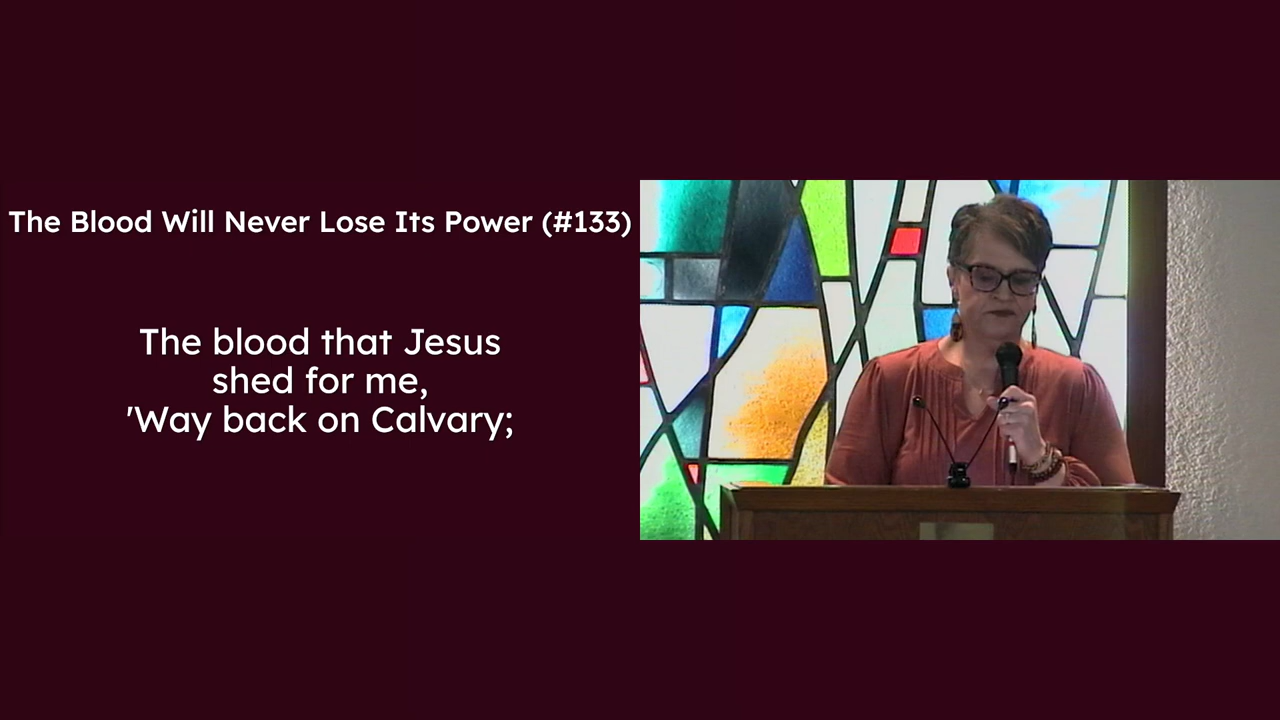 The Blood Will Never Lose Its Power (#133)
The blood that Jesus
shed for me,
'Way back on Calvary;